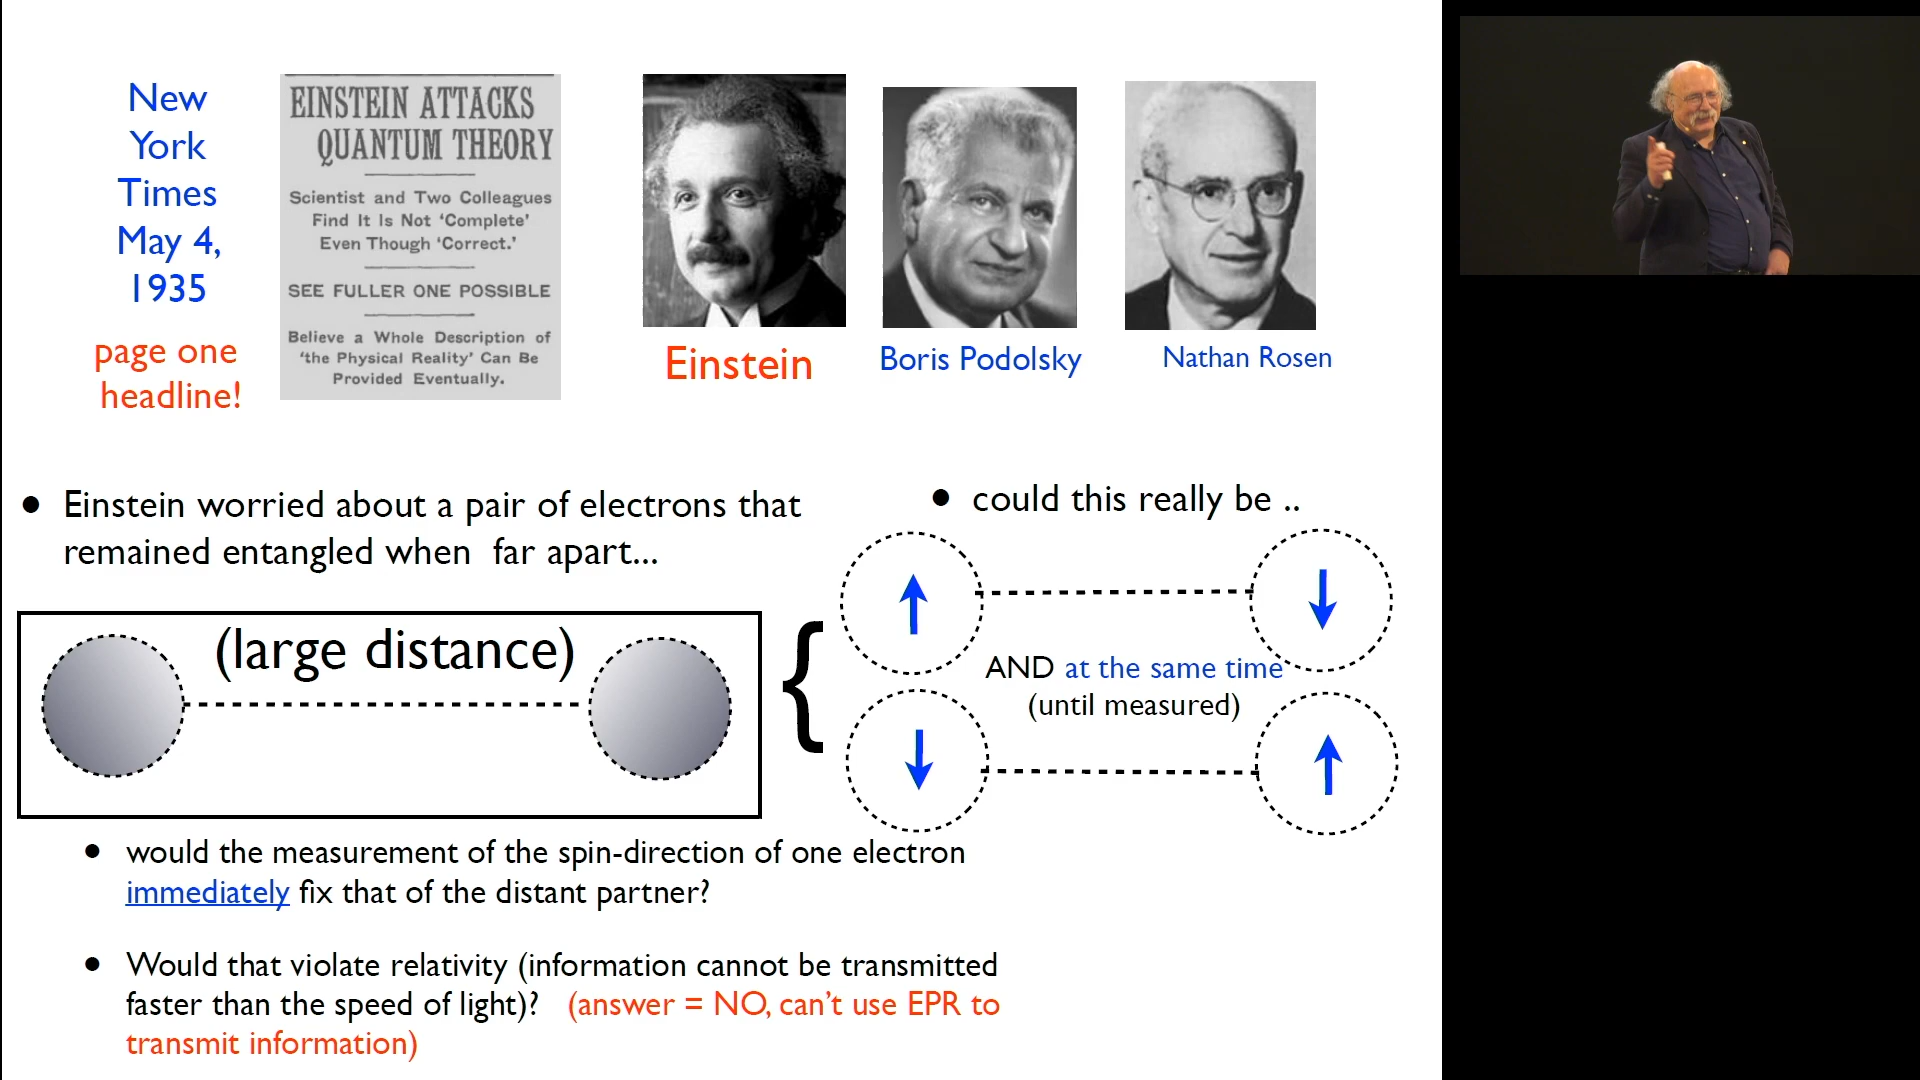 New
York
Times
May 4,
1935
page one
headline!
EINSTEIN ATTACKS
QUANTUM THEORY
Scientist and Two Colleagues
Find It Is Not ‘Complete’
Even Though ‘Correct.’
SEE FULLER ONE POSSIBLE
Believe a Whole Description of
‘the Physical Reality’ Can Be
Provided Eventually.
Einstein
Boris Podolsky
Nathan Rosen
• Einstein worried about a pair of electrons that
remained entangled when far apart...
(large distance)
• could this really be ..
{
AND at the same time
(until measured)
• would the measurement of the spin-direction of one electron
immediately fix that of the distant partner?
• Would that violate relativity (information cannot be transmitted
faster than the speed of light)? (answer = NO, can’t use EPR to
transmit information)